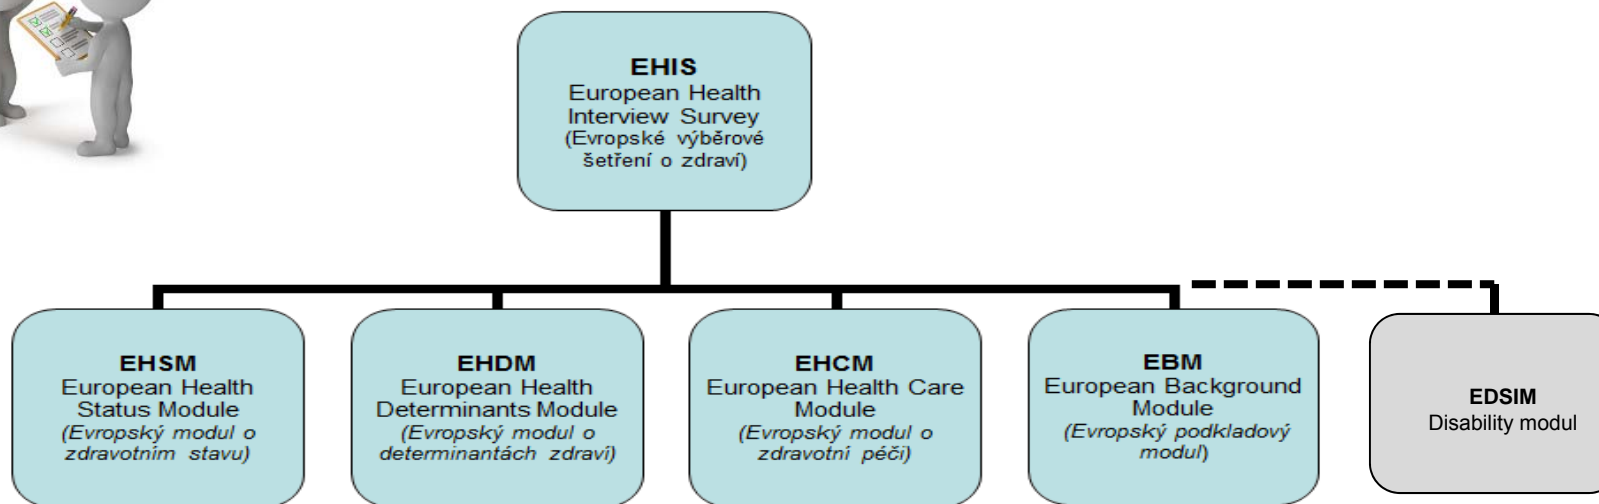 EHIS
European Health
Interview Survey
(Evropské výběrové
šetření o zdraví)
EHSM
European Health
Status Module
(Evropský modul o
zdravotním stavu)
EHDM
European Health
Determinants Module
(Evropský modul o
determinantách zdraví)
EHCM
European Health Care
Module
(Evropský modul o
zdravotní péči)
EBM
European Background
Module
(Evropský podkladový
modul)
EDSIM
Disability modul